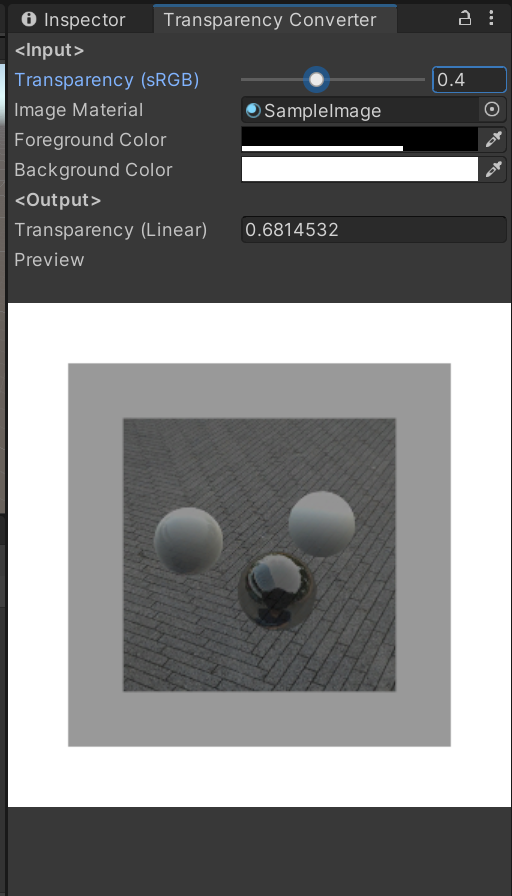 Inspector Transparency Converter
<Input>
Transparency (sRGB) 0.4
Image Material SampleImage
Foreground Color
Background Color
<Output>
Transparency (Linear) 0.6814532
Preview